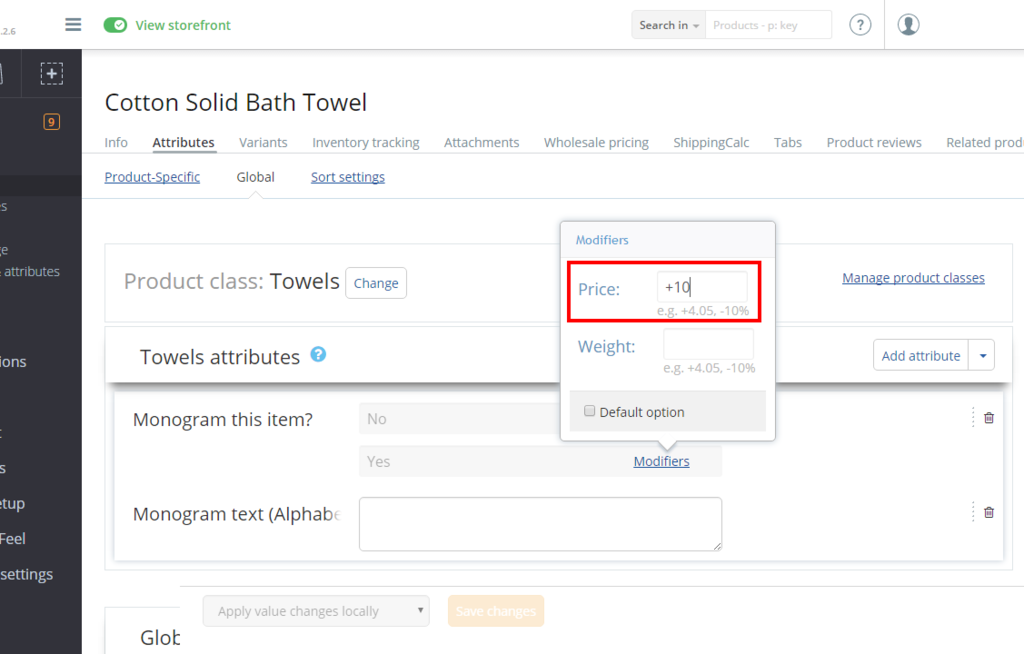 .2.6
View storefront
Search in
Products - p: key
?
9
Cotton Solid Bath Towel
Info Attributes Variants Inventory tracking Attachments Wholesale pricing ShippingCalc Tabs Product reviews Related prod
Product-Specific Global Sort settings
es
ge
attributes
ions
t
s
etup
Feel
settings
Product class: Towels Change
Manage product classes
Modifiers
Price: +10
e.g. +4.05, -10%
Weight:
e.g. +4.05, -10%
Default option
Towels attributes ?
Add attribute
Monogram this item? No
Yes Modifiers
Monogram text (Alphabe
Apply value changes locally Save changes
Glob